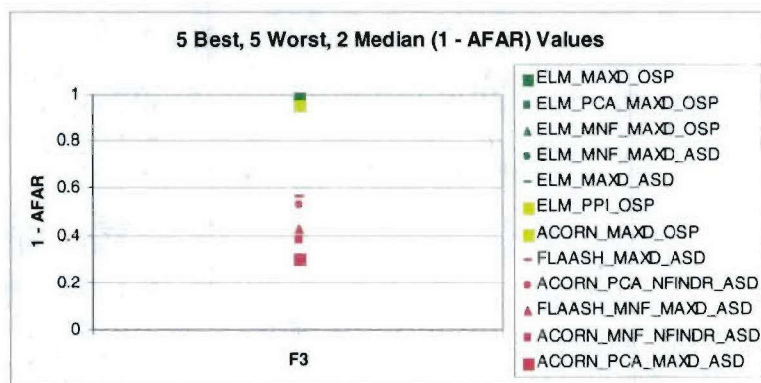 5 Best, 5 Worst, 2 Median (1 - AFAR) Values
1 - AFAR
1
0.8
0.6
0.4
0.2
0
F3
ELM_MAXD_OSP
ELM_PCA_MAXD_OSP
ELM_MNF_MAXD_OSP
ELM_MNF_MAXD_ASD
ELM_MAXD_ASD
ELM_PPI_OSP
ACORN_MAXD_OSP
FLAASH_MAXD_ASD
ACORN_PCA_NFINDR_ASD
FLAASH_MNF_MAXD_ASD
ACORN_MNF_NFINDR_ASD
ACORN_PCA_MAXD_ASD